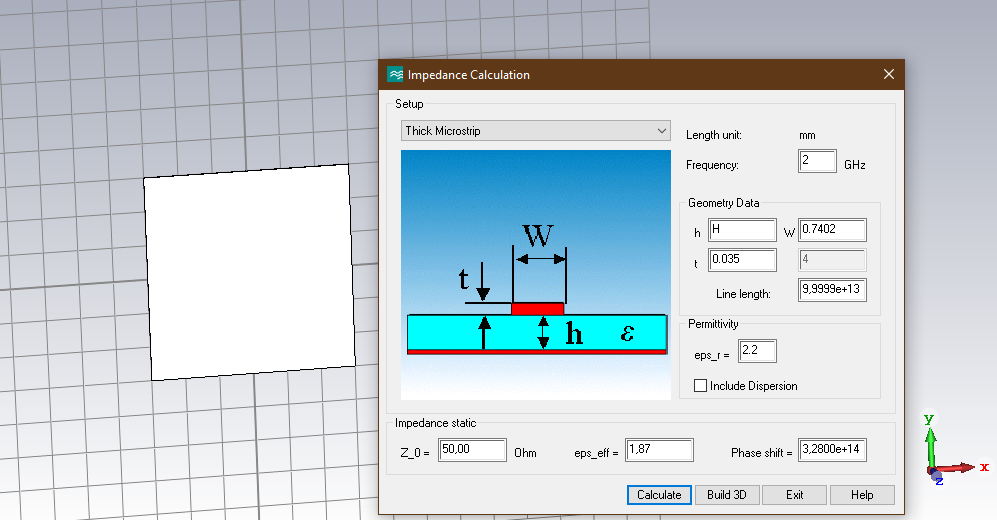 Impedance Calculation
Setup
Thick Microstrip
Length unit: mm
Frequency: 2 GHz
W
t
h ε
Geometry Data
h H W 0.7402
t 0.035 4
Line length: 9,9999e+13
Permittivity
eps_r = 2.2
Include Dispersion
Impedance static
Z_0 = 50,00 Ohm eps_eff = 1,87 Phase shift = 3,2800e+14
Calculate Build 3D Exit Help
y
x
z